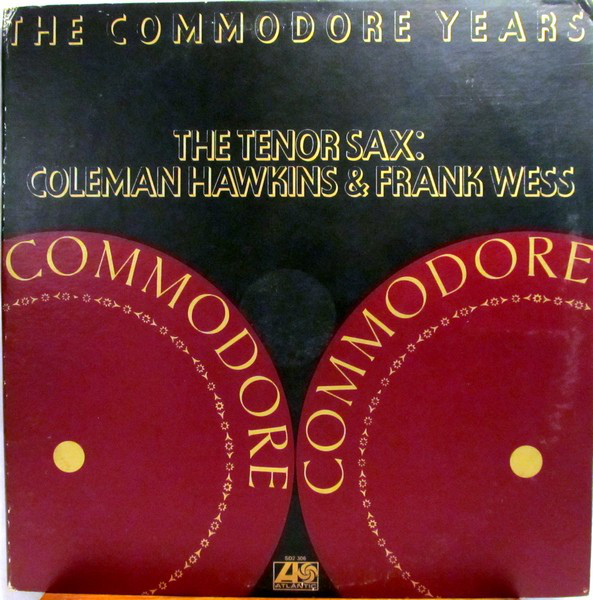 THE COMMODORE YEARS
THE TENOR SAX:
COLEMAN HAWKINS & FRANK WESS
COMMODORE
COMMODORE
SD2 306
ATLANTIC